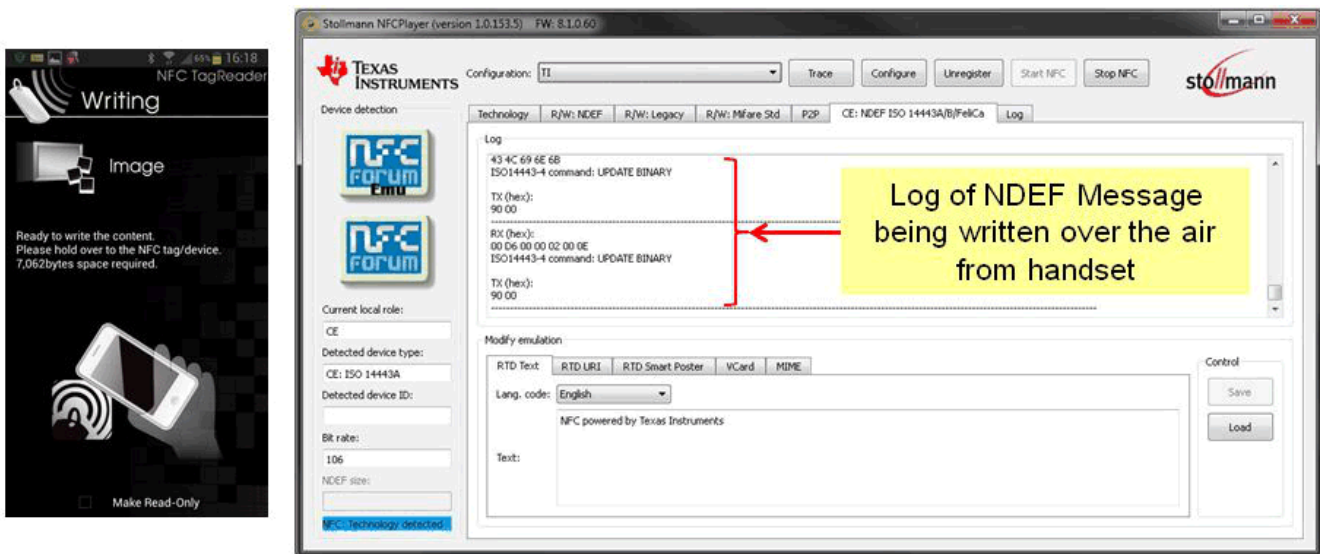 65% 16:18
NFC TagReader
Writing
Image
Ready to write the content.
Please hold over to the NFC tag/device.
7,062bytes space required.
Make Read-Only
Stollmann NFCPlayer (version 1.0.153.5) FW: 8.1.0.60
TEXAS
INSTRUMENTS
Configuration: TI
Trace
Configure
Unregister
Start NFC
Stop NFC
stollmann
Device detection
NFC
FORUM
Emu
NFC
FORUM
Current local role:
CE
Detected device type:
CE: ISO 14443A
Detected device ID:
Bit rate:
106
NDEF size:
NFC: Technology detected
Technology R/W: NDEF R/W: Legacy R/W: Mifare Std P2P CE: NDEF ISO 14443A/B/FeliCa Log
Log
43 4C 69 6E 6B
ISO14443-4 command: UPDATE BINARY
TX (hex):
90 00
RX (hex):
00 D6 00 00 02 00 0E
ISO14443-4 command: UPDATE BINARY
TX (hex):
90 00
Log of NDEF Message
being written over the air
from handset
Modify emulation
RTD Text RTD URI RTD Smart Poster VCard MIME
Lang. code: English
NFC powered by Texas Instruments
Text:
Control
Save
Load